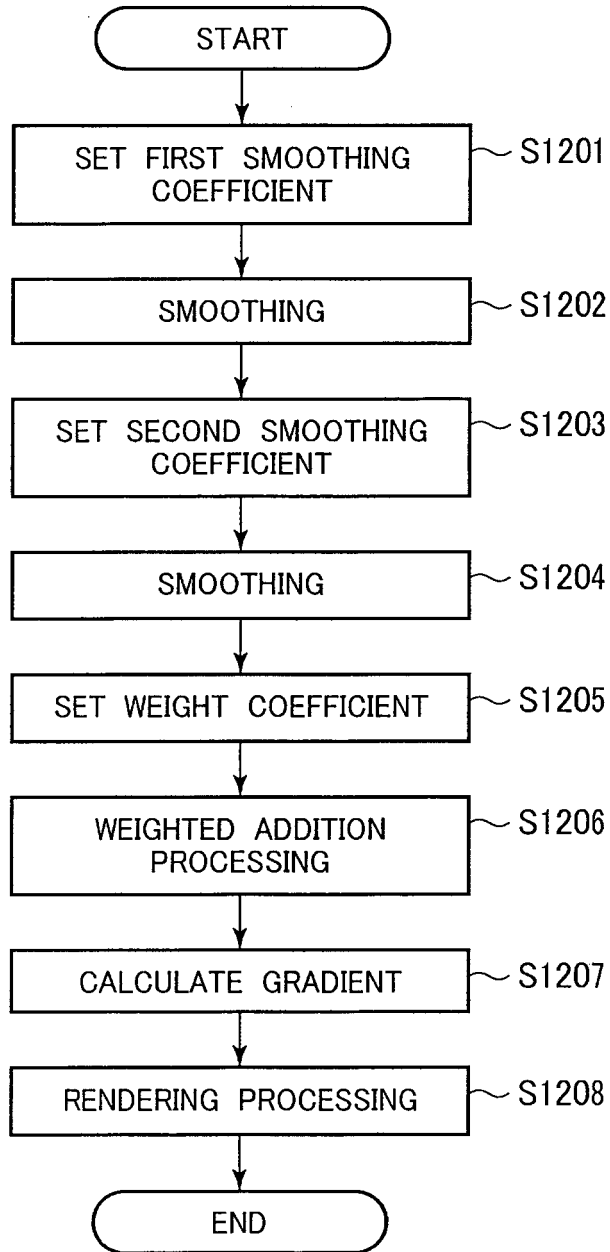 START
SET FIRST SMOOTHING
COEFFICIENT
S1201
SMOOTHING
S1202
SET SECOND SMOOTHING
COEFFICIENT
S1203
SMOOTHING
S1204
SET WEIGHT COEFFICIENT
S1205
WEIGHTED ADDITION
PROCESSING
S1206
CALCULATE GRADIENT
S1207
RENDERING PROCESSING
S1208
END